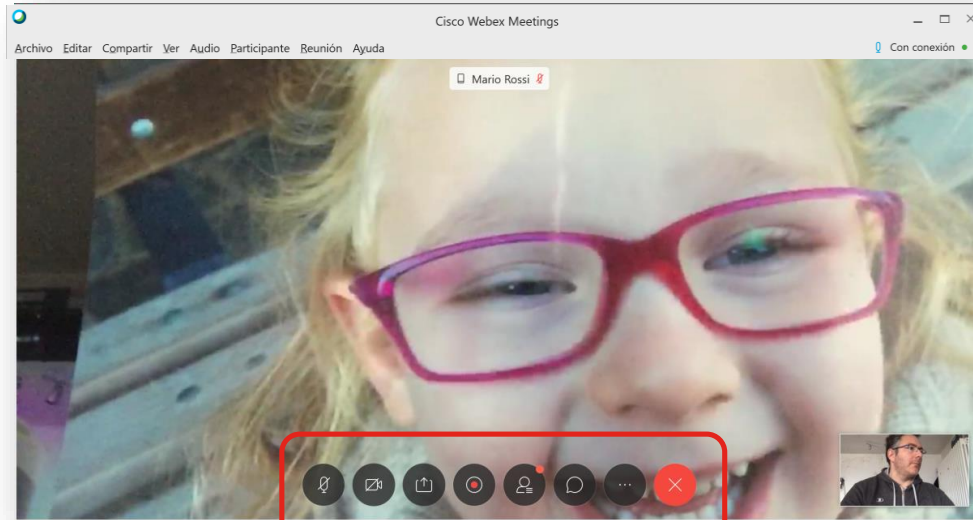 Cisco Webex Meetings
Archivo Editar Compartir Ver Audio Participante Reunión Ayuda
Con conexión
Mario Rossi